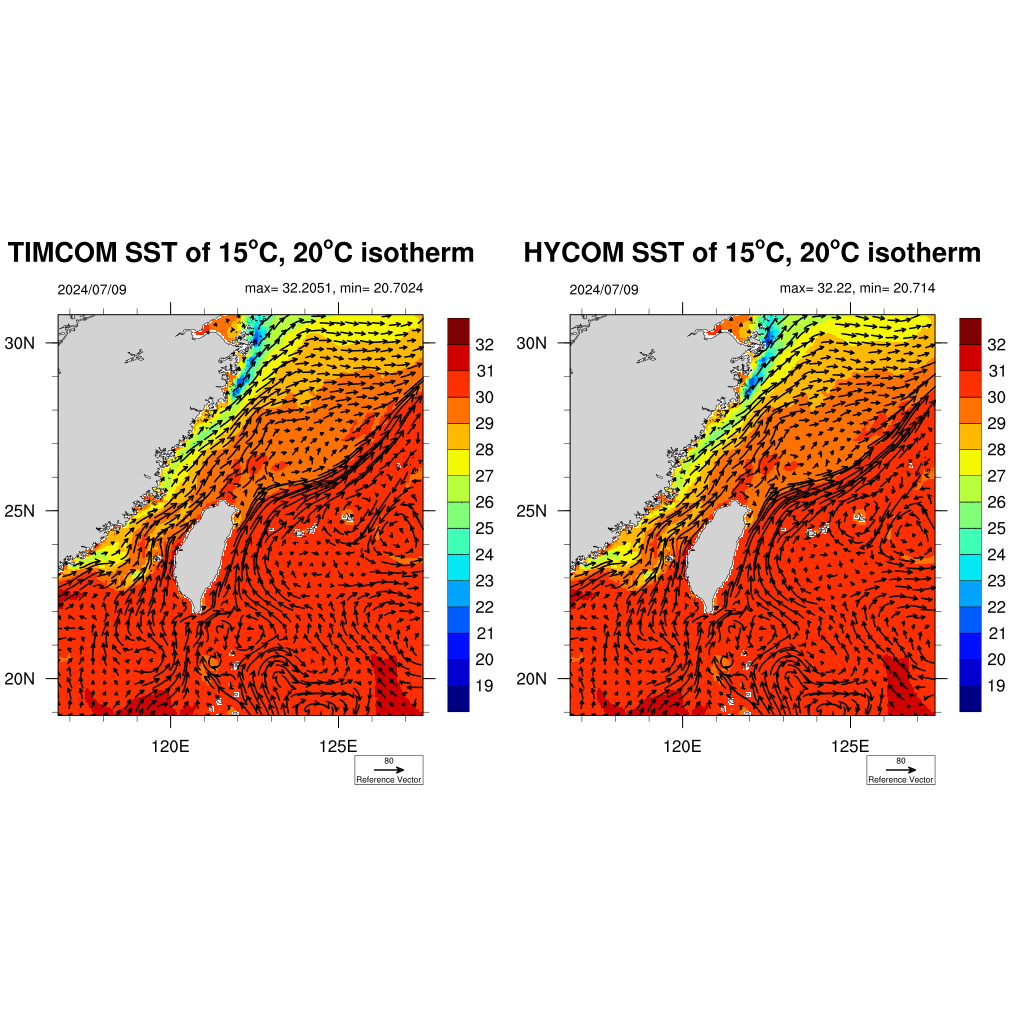 TIMCOM SST of 15°C, 20°C isotherm
2024/07/09
max= 32.2051, min= 20.7024
30N
25N
20N
120E
125E
32
31
30
29
28
27
26
25
24
23
22
21
20
19
80
Reference Vector
HYCOM SST of 15°C, 20°C isotherm
2024/07/09
max= 32.22, min= 20.714
30N
25N
20N
120E
125E
32
31
30
29
28
27
26
25
24
23
22
21
20
19
80
Reference Vector